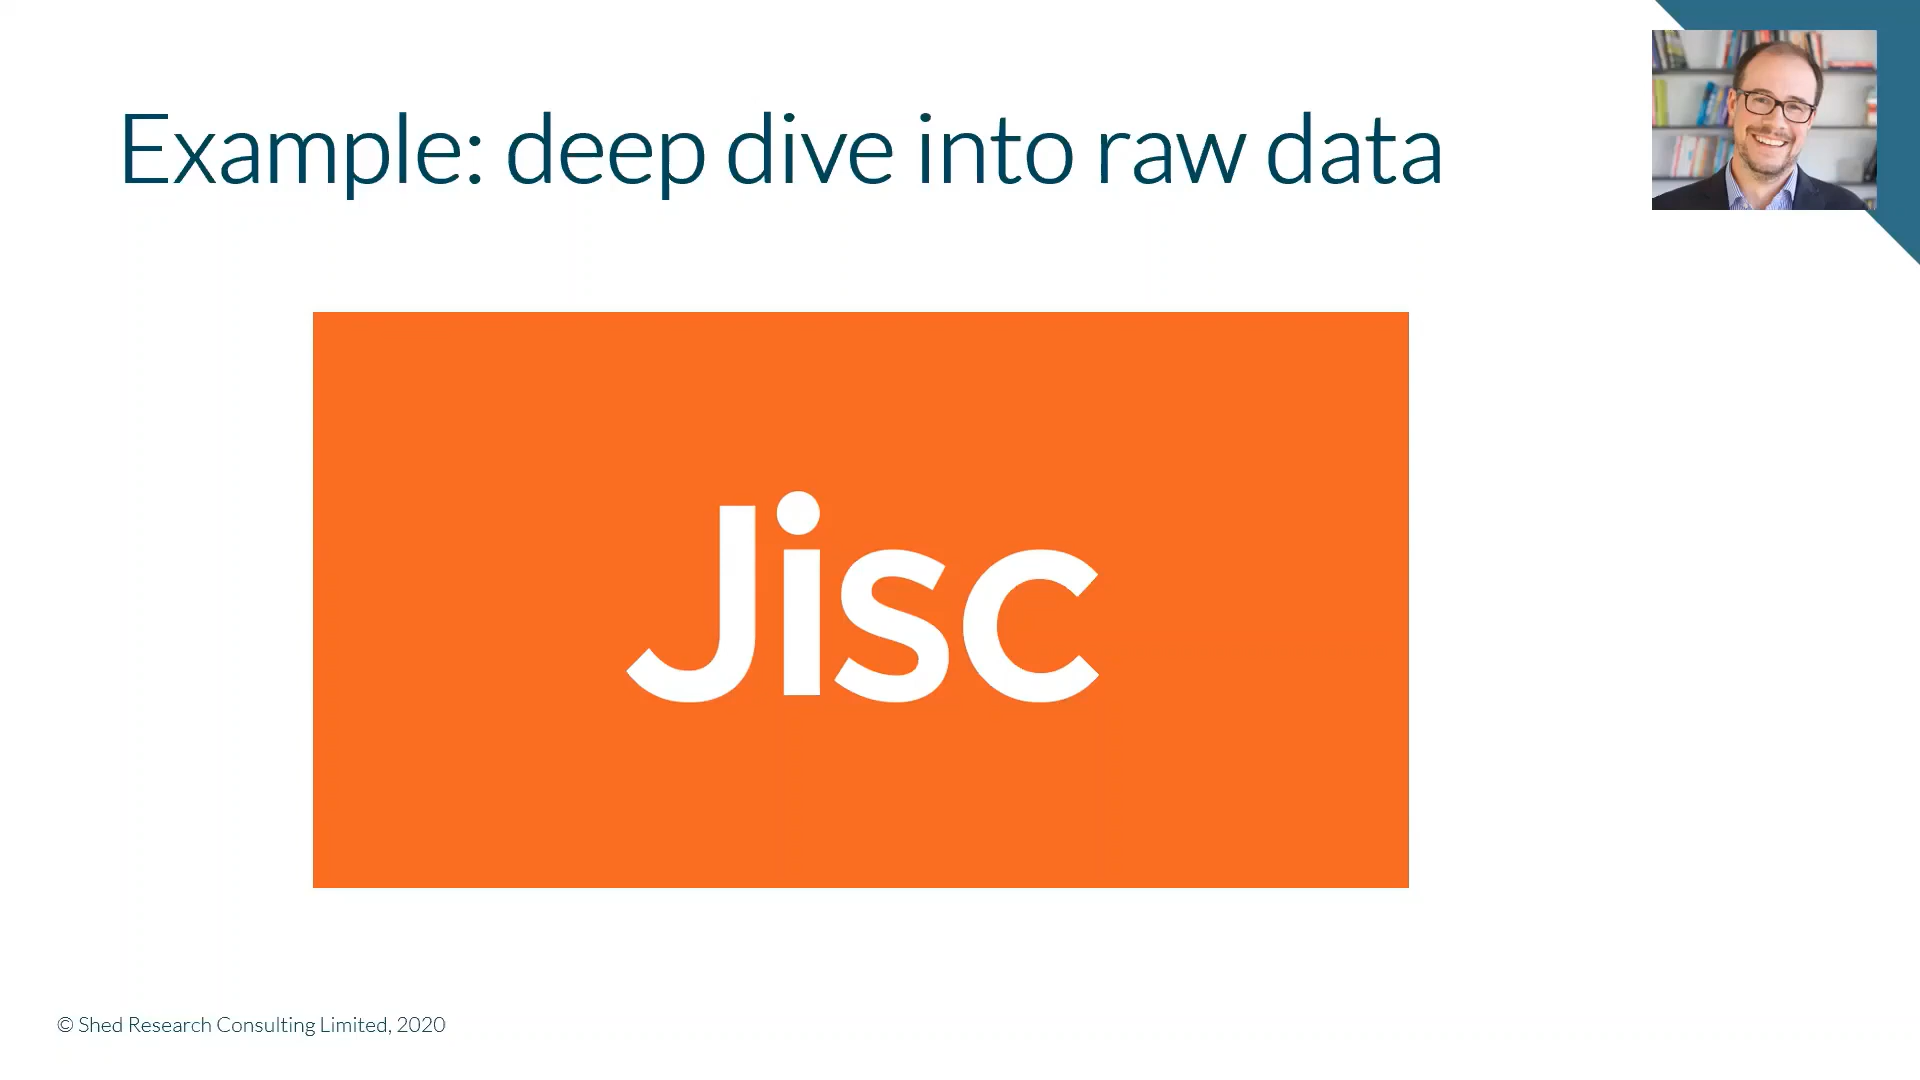 Example: deep dive into raw data
Jisc
© Shed Research Consulting Limited, 2020